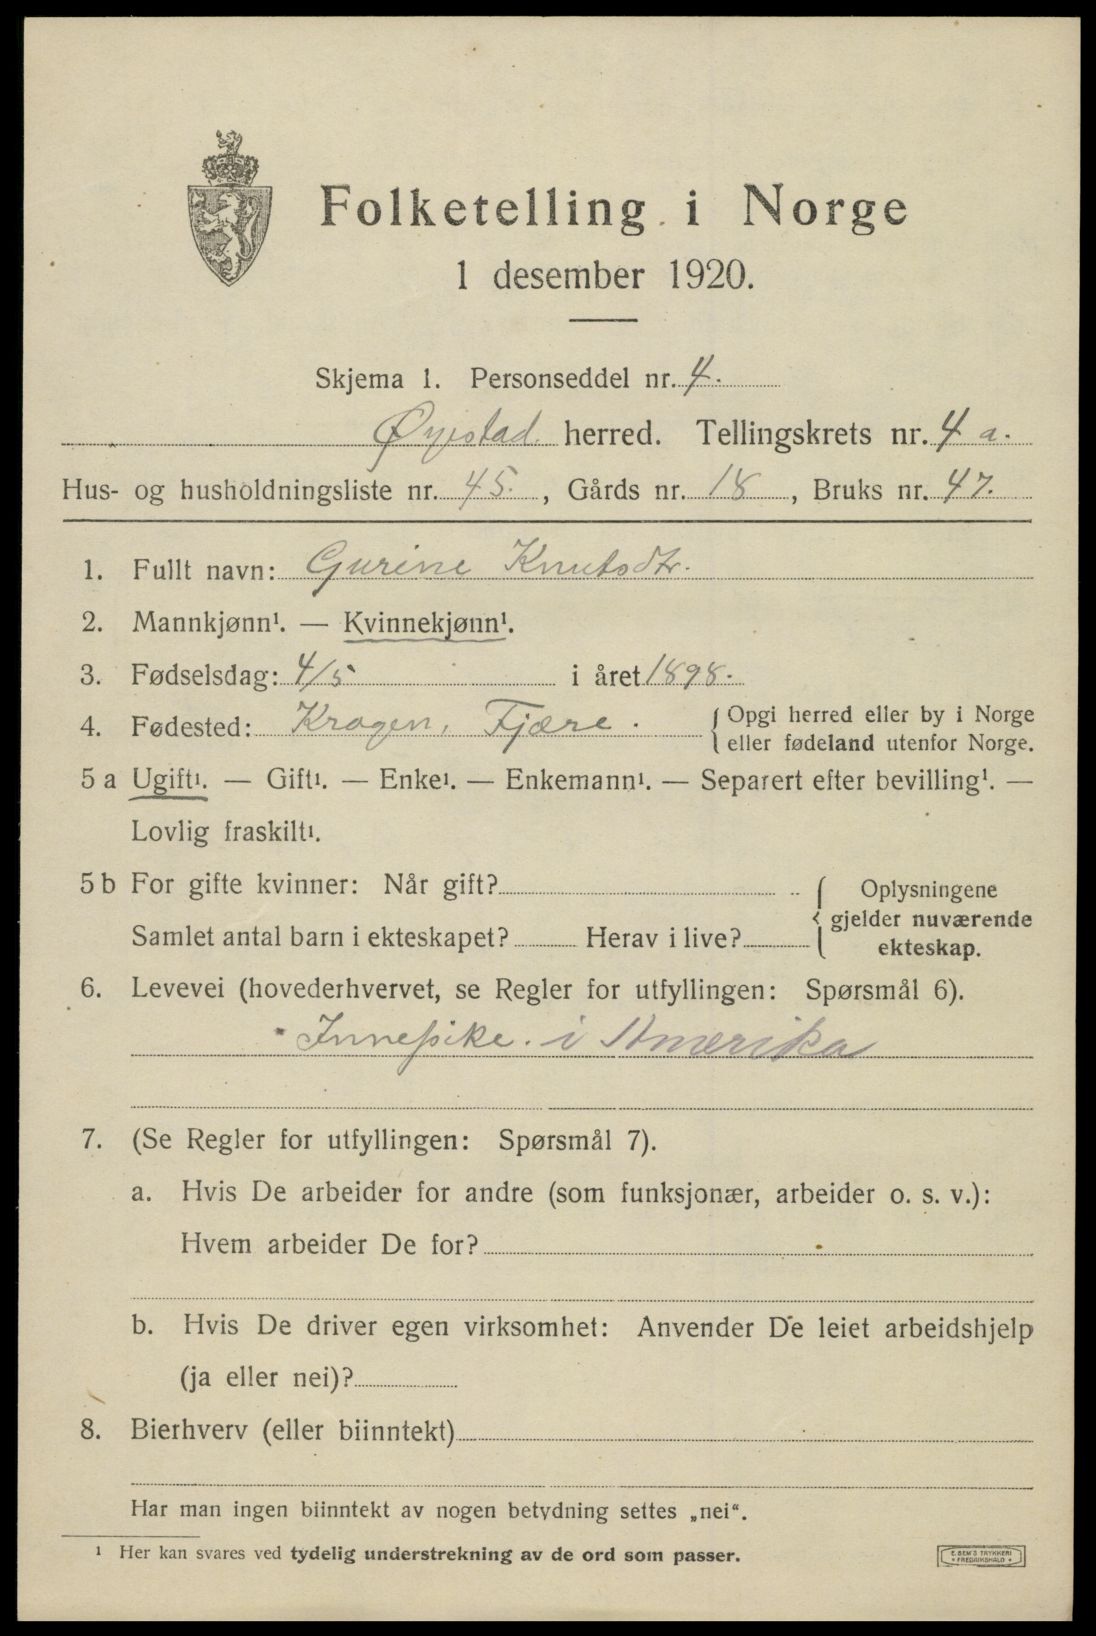 Folketelling i Norge
1 desember 1920.
Skjema 1. Personseddel nr. 4.
Øyestad. herred. Tellingskrets nr. 4 a.
Hus- og husholdningsliste nr. 45. , Gårds nr. 18 , Bruks nr. 47.
1. Fullt navn: Gurine Knutsdtr.
2. Mannkjønn¹. — Kvinnekjønn¹.
3. Fødselsdag: 4/5 i året 1898.
4. Fødested: Krogen, Fjære. { Opgi herred eller by i Norge
eller fødeland utenfor Norge.
5 a Ugift¹. — Gift¹. — Enke¹. — Enkemann¹. — Separert efter bevilling¹. —
Lovlig fraskilt¹.
5 b For gifte kvinner: Når gift? { Oplysningene
gjelder nuværende
Samlet antal barn i ekteskapet? Herav i live?
ekteskap.
6. Levevei (hovederhvervet, se Regler for utfyllingen: Spørsmål 6).
Innepike. i Amerika
7. (Se Regler for utfyllingen: Spørsmål 7).
a. Hvis De arbeider for andre (som funksjonær, arbeider o. s. v.):
Hvem arbeider De for?
b. Hvis De driver egen virksomhet: Anvender De leiet arbeidshjelp
(ja eller nei)?
8. Bierhverv (eller biinntekt)
Har man ingen biinntekt av nogen betydning settes „nei“.
¹ Her kan svares ved tydelig understrekning av de ord som passer.
E. SEM'S TRYKKERI
• FREDRIKSHALD •